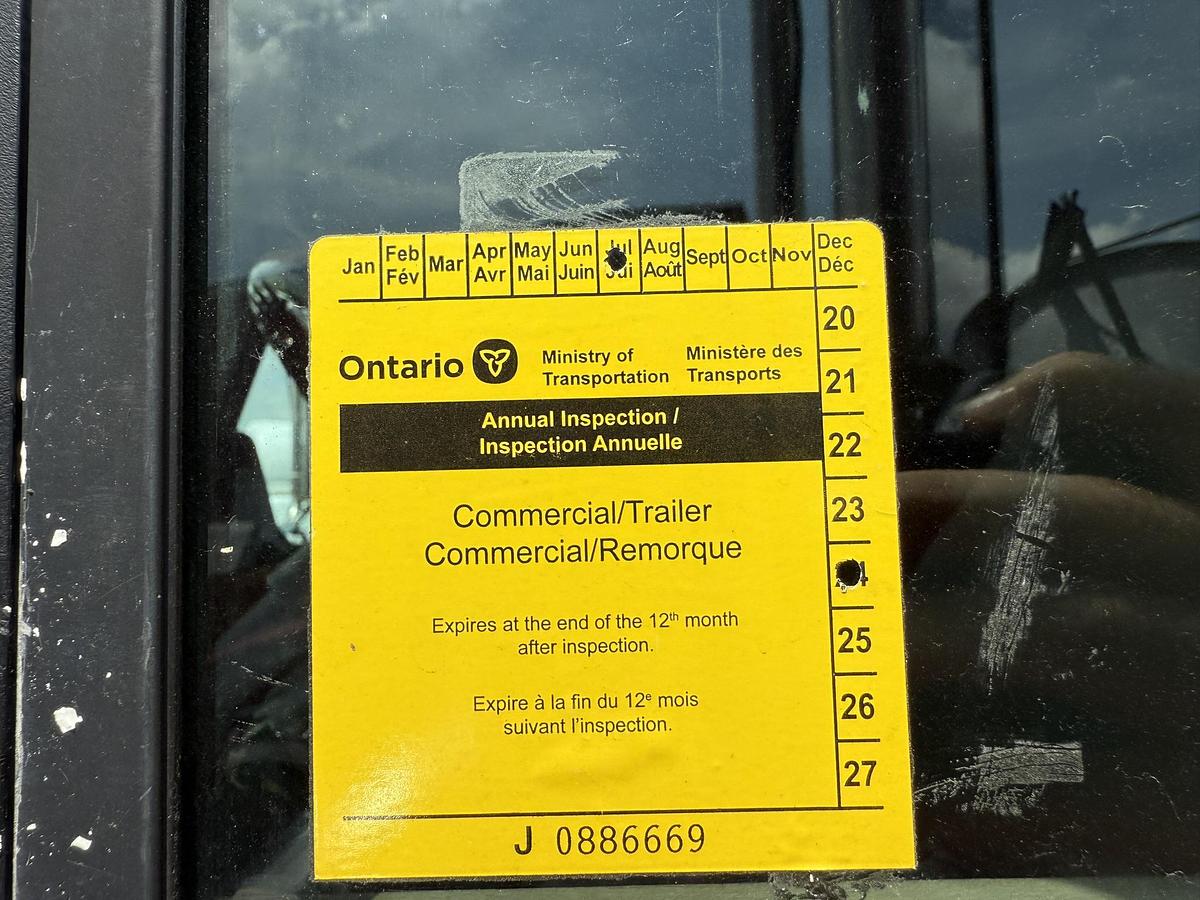 Jan Feb Mar Apr May Jun Jul Aug Sept Oct Nov Dec
Fév Avr Mai Juin Août Déc
20
Ontario Ministry of Ministère des
Transportation Transports
21
Annual Inspection /
Inspection Annuelle
22
Commercial/Trailer
23
Commercial/Remorque
Expires at the end of the 12th month
after inspection.
25
Expire à la fin du 12e mois
suivant l'inspection.
26
27
J 0886669